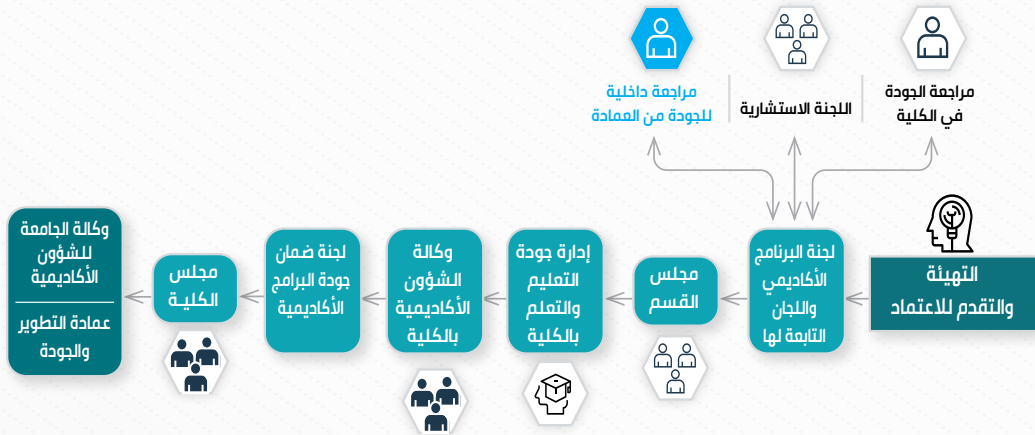 مراجعة الجودة
في الكلية
اللجنة الاستشارية
مراجعة داخلية
للجودة من العمادة
التهيئة
والتقدم للاعتماد
لجنة البرنامج
الأكاديمي
واللجان
التابعة لها
مجلس
القسم
إدارة جودة
التعليم
والتعلم
بالكلية
وكالة
الشؤون
الأكاديمية
بالكلية
لجنة ضمان
جودة البرامج
الأكاديمية
مجلس
الكلية
وكالة الجامعة
للشؤون
الأكاديمية
عمادة التطوير
والجودة